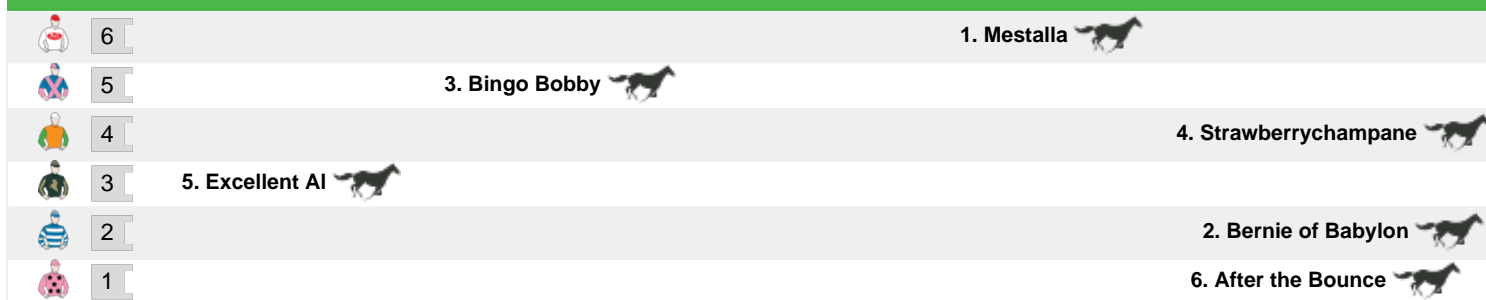 6 1. Mestalla
5 3. Bingo Bobby
4 4. Strawberrychampane
3 5. Excellent Al
2 2. Bernie of Babylon
1 6. After the Bounce